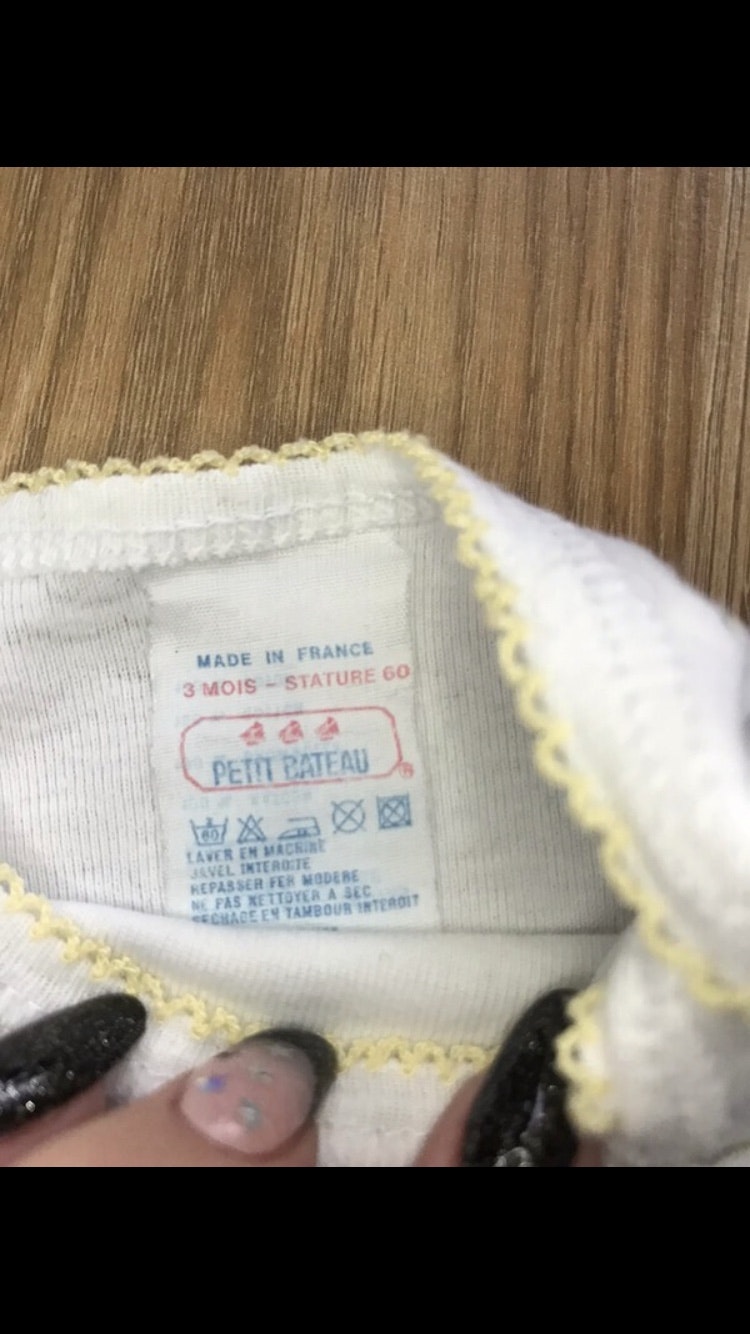 MADE IN FRANCE
3 MOIS - STATURE 60
PETIT BATEAU ®
60
LAVER EN MACHINE
JAVEL INTERDITE
REPASSER FER MODERE
NE PAS NETTOYER A SEC
SECHAGE EN TAMBOUR INTERDIT